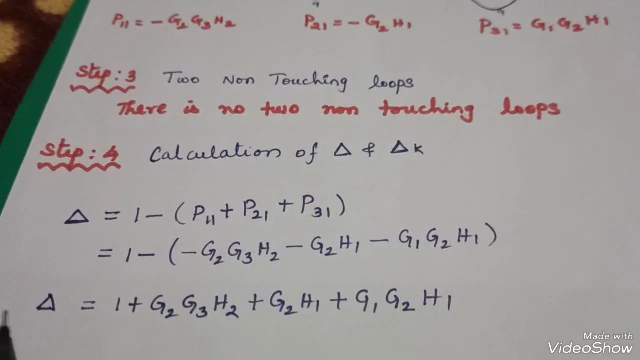 P₁₁ = - G₂ G₃ H₂ P₂₁ = - G₂ H₁ P₃₁ = G₁ G₂ H₁
Step: 3 Two Non Touching loops
There is no two non touching loops
Step: 4 Calculation of Δ & Δk
Δ = 1 - (P₁₁ + P₂₁ + P₃₁)
= 1 - (-G₂ G₃ H₂ - G₂ H₁ - G₁ G₂ H₁)
Δ = 1 + G₂ G₃ H₂ + G₂ H₁ + G₁ G₂ H₁
Made with
VideoShow